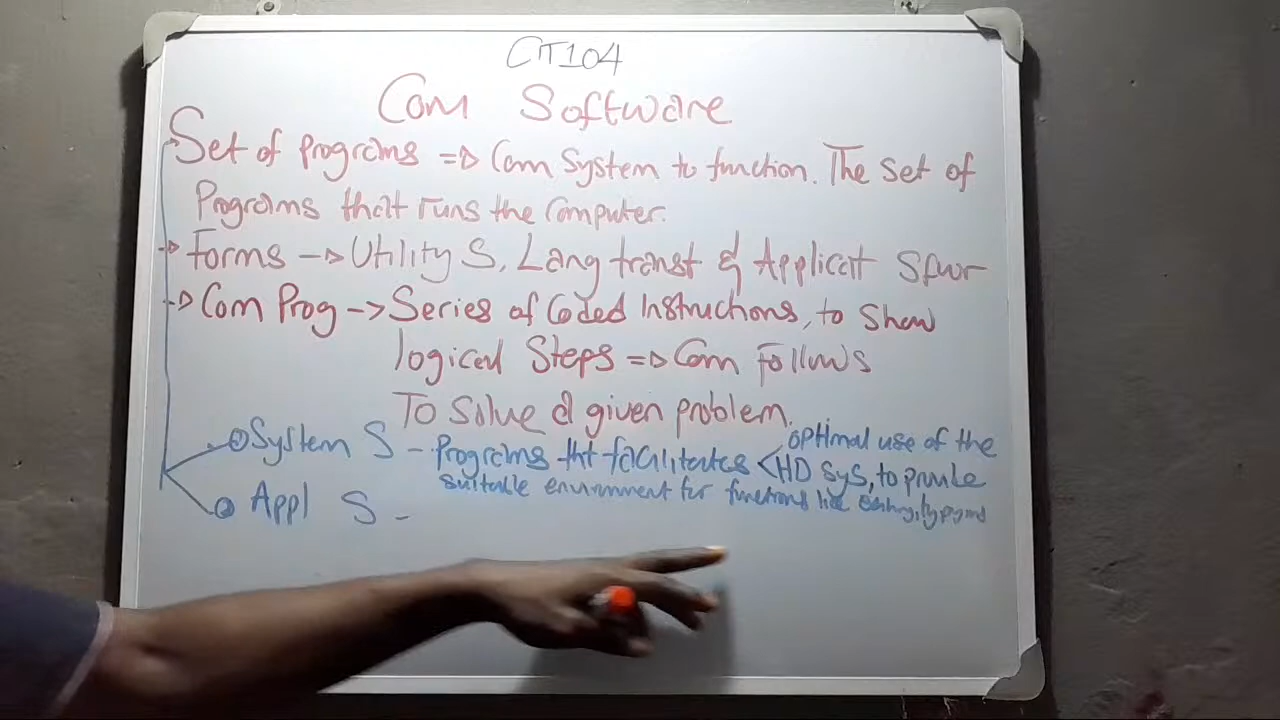 CIT104
Com Software
Set of programs => Com System to function. The set of
Programs that runs the Computer.
Forms -> Utility S, Lang transt & Applicat Sfwr
Com Prog -> Series of Coded Instructions, to Show
logical Steps => Com Follows
To Solve a given problem.
System S - Programs tht facilitates < optimal use of the
HD Sys, to provide
suitable environment for functions like
Appl S -